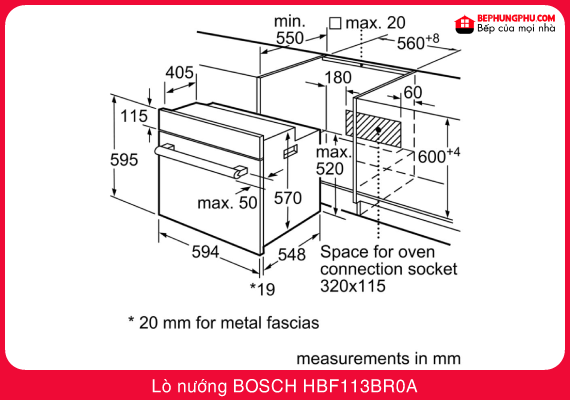 BEPHUNGPHU.COM
Bếp của mọi nhà
min.
550
□ max. 20
560+8
405
180
60
115
595
max.
520
600+4
max. 50
570
594
548
*19
Space for oven
connection socket
320x115
* 20 mm for metal fascias
measurements in mm
Lò nướng BOSCH HBF113BR0A